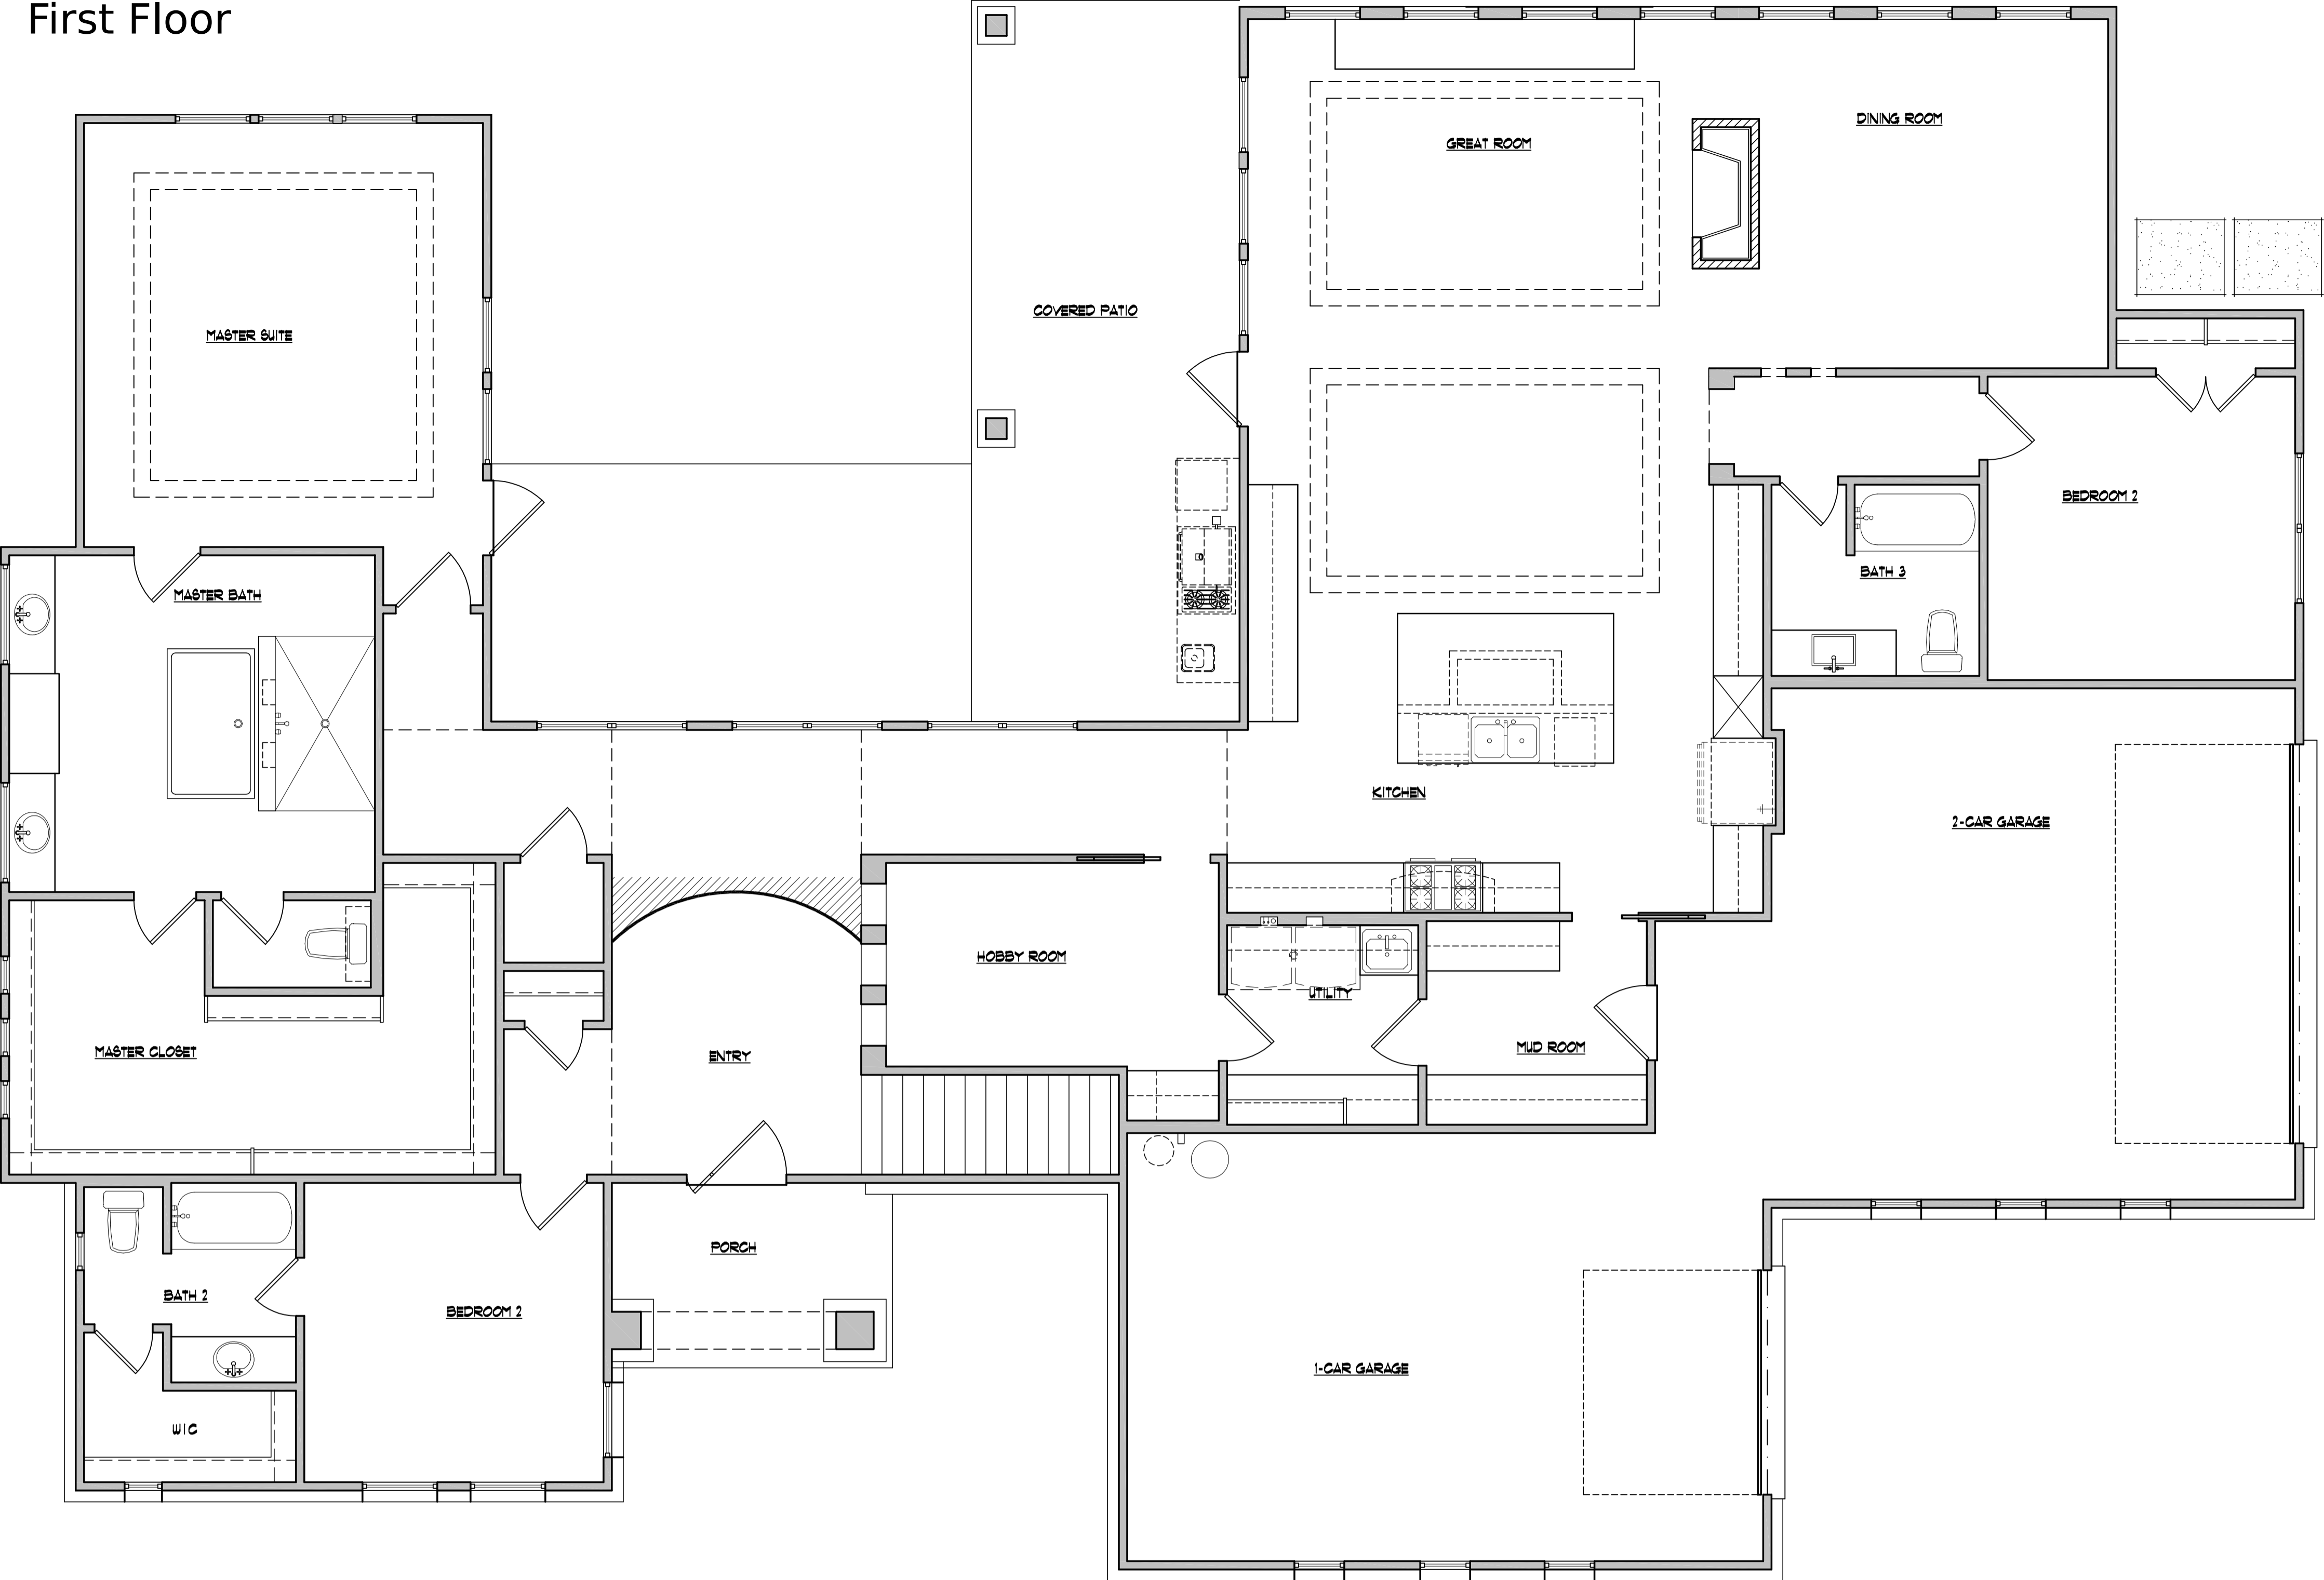 First Floor
DINING ROOM
GREAT ROOM
COVERED PATIO
MASTER SUITE
BEDROOM 2
BATH 3
MASTER BATH
KITCHEN
2-CAR GARAGE
HOBBY ROOM
UTILITY
MUD ROOM
MASTER CLOSET
ENTRY
PORCH
BATH 2
BEDROOM 2
1-CAR GARAGE
WIC